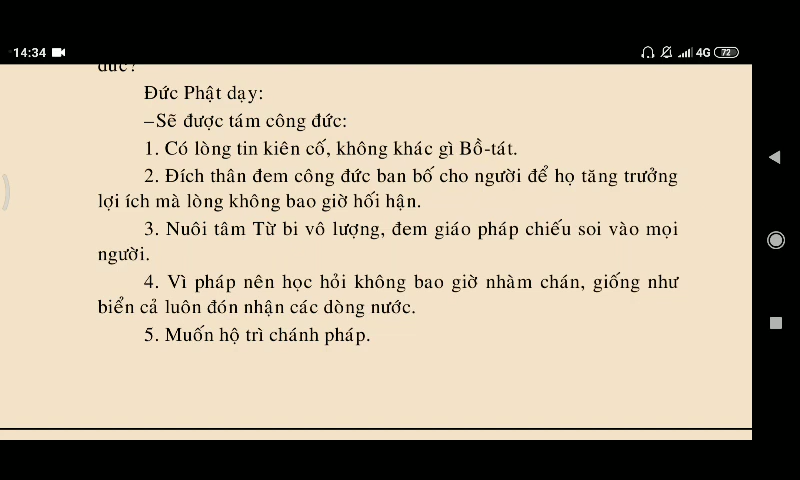 14:34
4G 72
đức?
Đức Phật dạy:
–Sẽ được tám công đức:
1. Có lòng tin kiên cố, không khác gì Bồ-tát.
2. Đích thân đem công đức ban bố cho người để họ tăng trưởng
lợi ích mà lòng không bao giờ hối hận.
3. Nuôi tâm Từ bi vô lượng, đem giáo pháp chiếu soi vào mọi
người.
4. Vì pháp nên học hỏi không bao giờ nhàm chán, giống như
biển cả luôn đón nhận các dòng nước.
5. Muốn hộ trì chánh pháp.